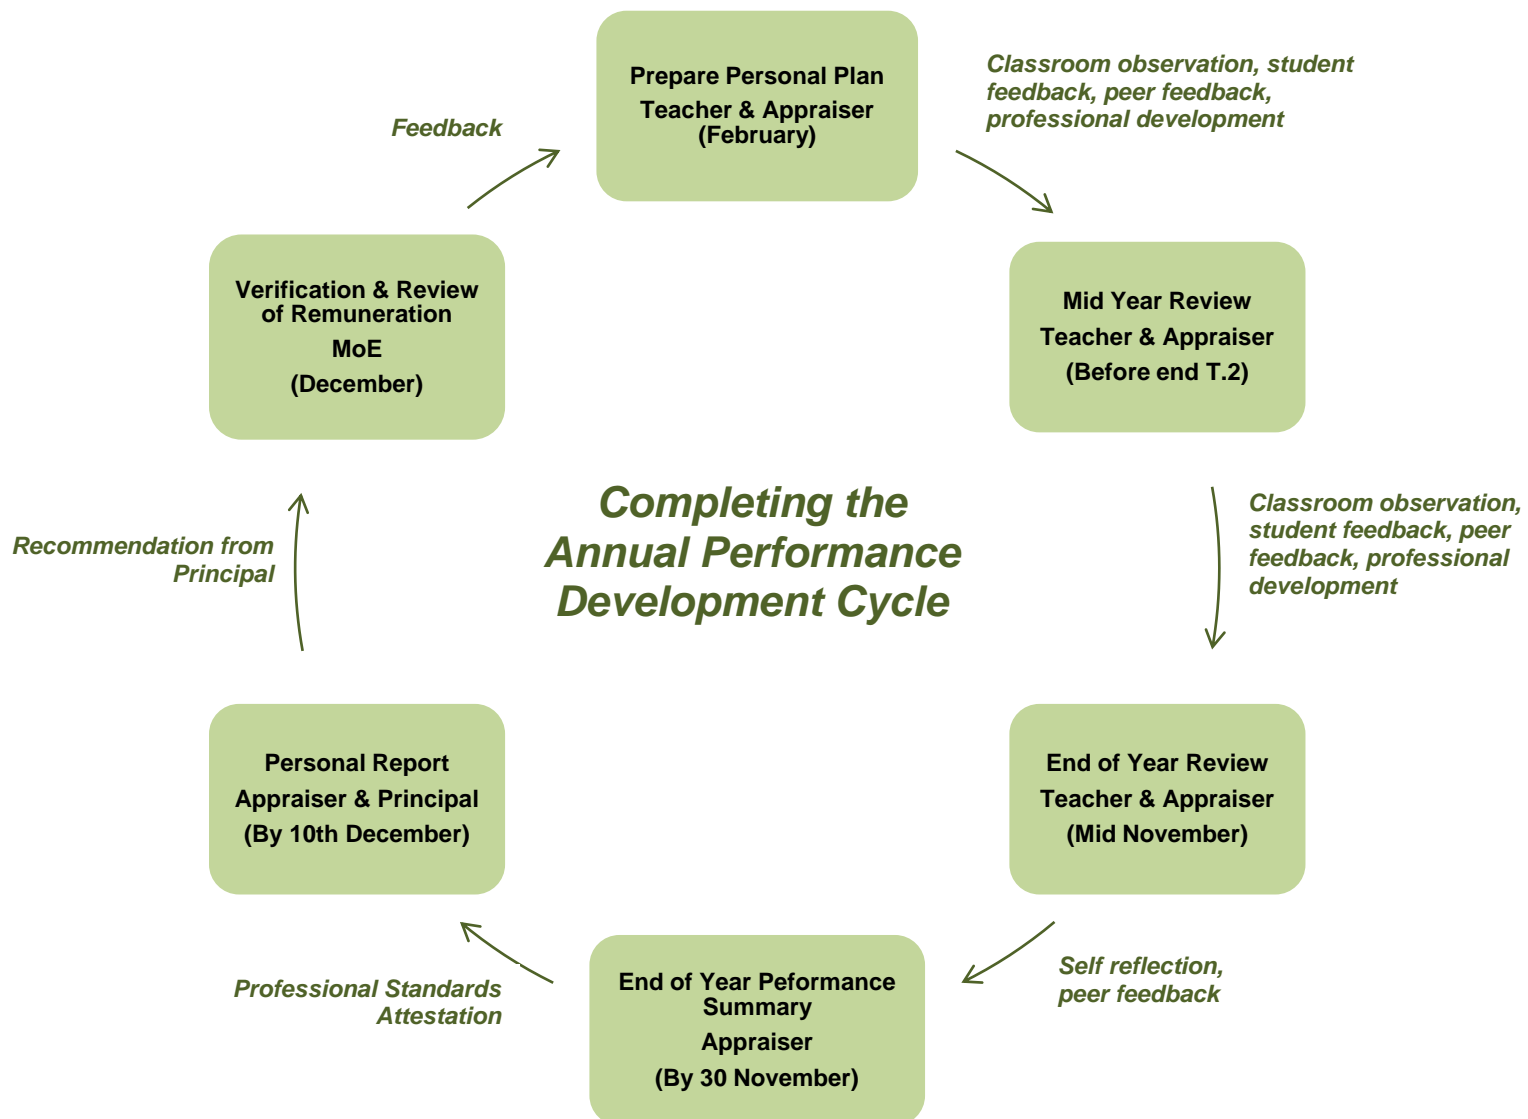 Prepare Personal Plan
Teacher & Appraiser
(February)
Classroom observation, student
feedback, peer feedback,
professional development
Mid Year Review
Teacher & Appraiser
(Before end T.2)
Classroom observation,
student feedback, peer
feedback, professional
development
End of Year Review
Teacher & Appraiser
(Mid November)
Self reflection,
peer feedback
End of Year Peformance
Summary
Appraiser
(By 30 November)
Professional Standards
Attestation
Personal Report
Appraiser & Principal
(By 10th December)
Recommendation from
Principal
Verification & Review
of Remuneration
MoE
(December)
Feedback
Completing the
Annual Performance
Development Cycle